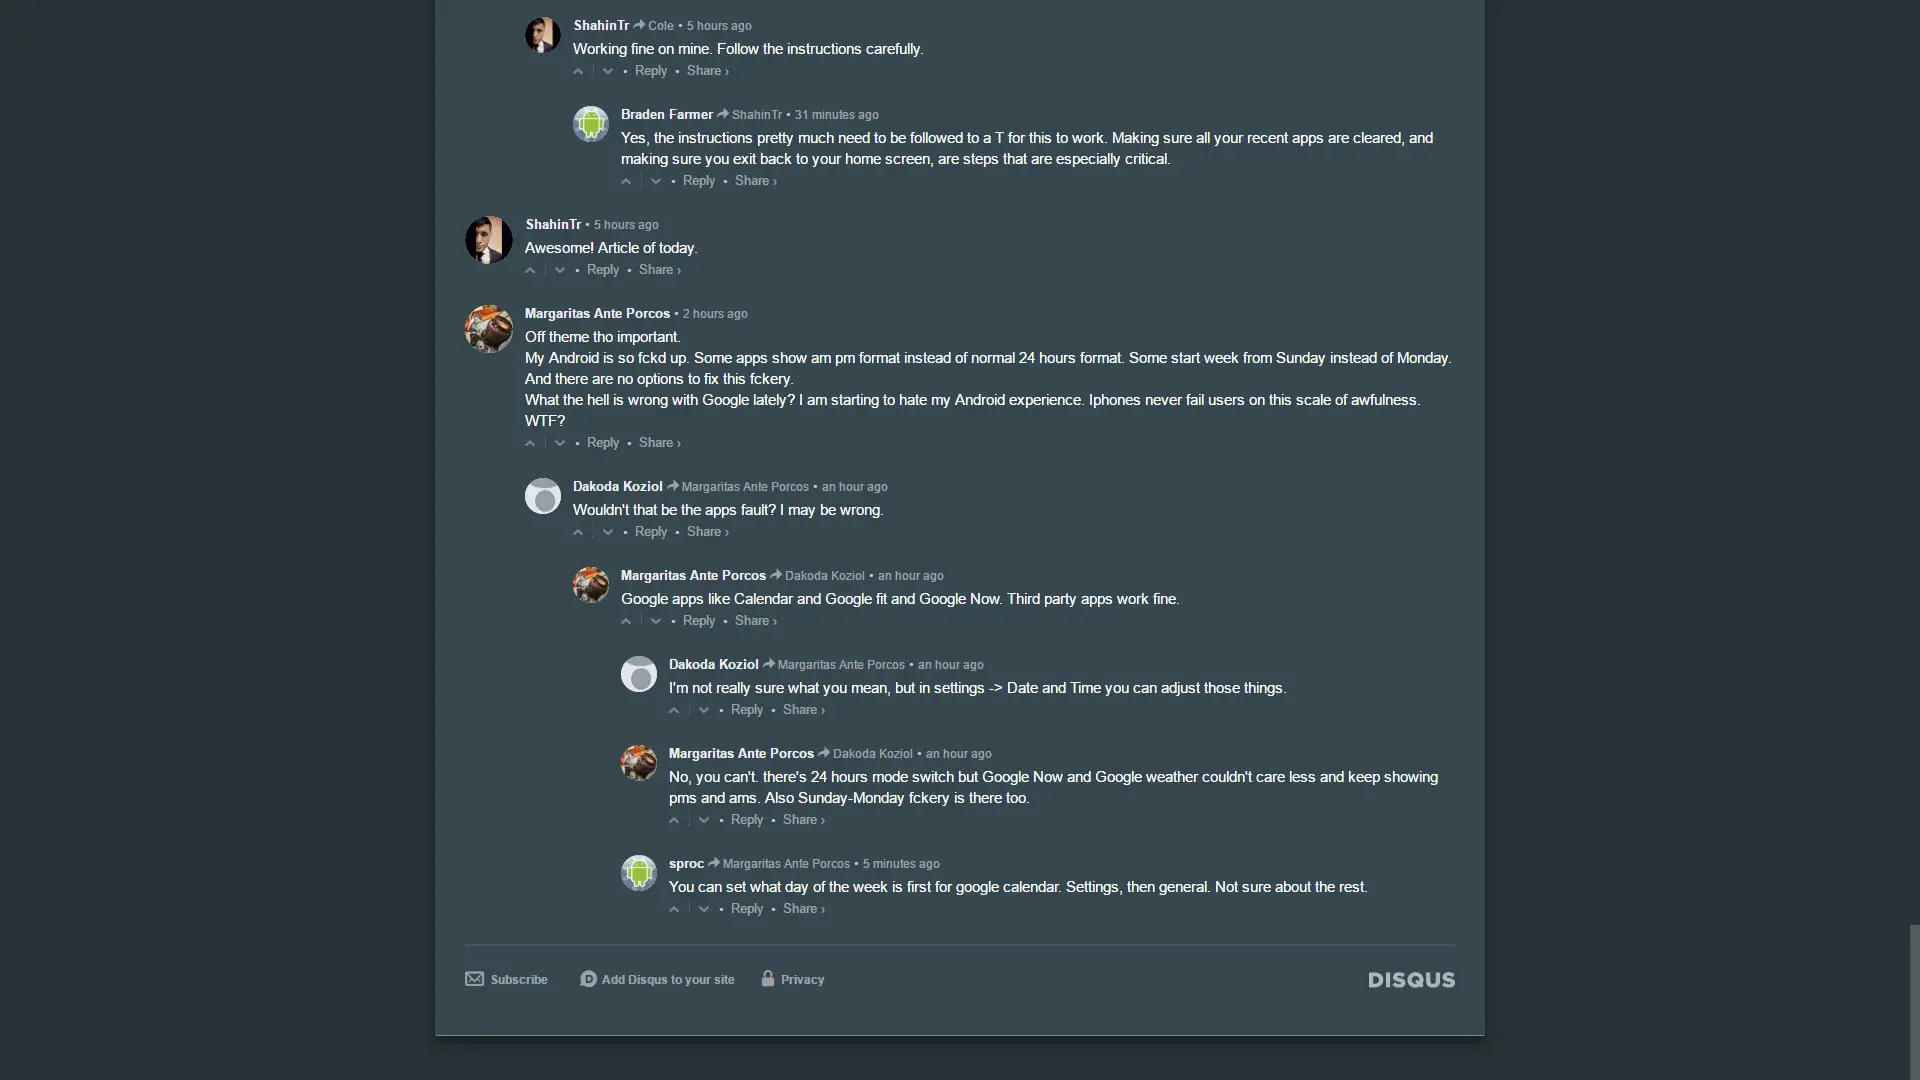 ShahinTr Cole • 5 hours ago
Working fine on mine. Follow the instructions carefully.
• Reply • Share ›
Braden Farmer ShahinTr • 31 minutes ago
Yes, the instructions pretty much need to be followed to a T for this to work. Making sure all your recent apps are cleared, and
making sure you exit back to your home screen, are steps that are especially critical.
• Reply • Share ›
ShahinTr • 5 hours ago
Awesome! Article of today.
• Reply • Share ›
Margaritas Ante Porcos • 2 hours ago
Off theme tho important.
My Android is so fckd up. Some apps show am pm format instead of normal 24 hours format. Some start week from Sunday instead of Monday.
And there are no options to fix this fckery.
What the hell is wrong with Google lately? I am starting to hate my Android experience. Iphones never fail users on this scale of awfulness.
WTF?
• Reply • Share ›
Dakoda Koziol Margaritas Ante Porcos • an hour ago
Wouldn't that be the apps fault? I may be wrong.
• Reply • Share ›
Margaritas Ante Porcos Dakoda Koziol • an hour ago
Google apps like Calendar and Google fit and Google Now. Third party apps work fine.
• Reply • Share ›
Dakoda Koziol Margaritas Ante Porcos • an hour ago
I'm not really sure what you mean, but in settings -> Date and Time you can adjust those things.
• Reply • Share ›
Margaritas Ante Porcos Dakoda Koziol • an hour ago
No, you can't. there's 24 hours mode switch but Google Now and Google weather couldn't care less and keep showing
pms and ams. Also Sunday-Monday fckery is there too.
• Reply • Share ›
sproc Margaritas Ante Porcos • 5 minutes ago
You can set what day of the week is first for google calendar. Settings, then general. Not sure about the rest.
• Reply • Share ›
Subscribe D Add Disqus to your site Privacy DISQUS